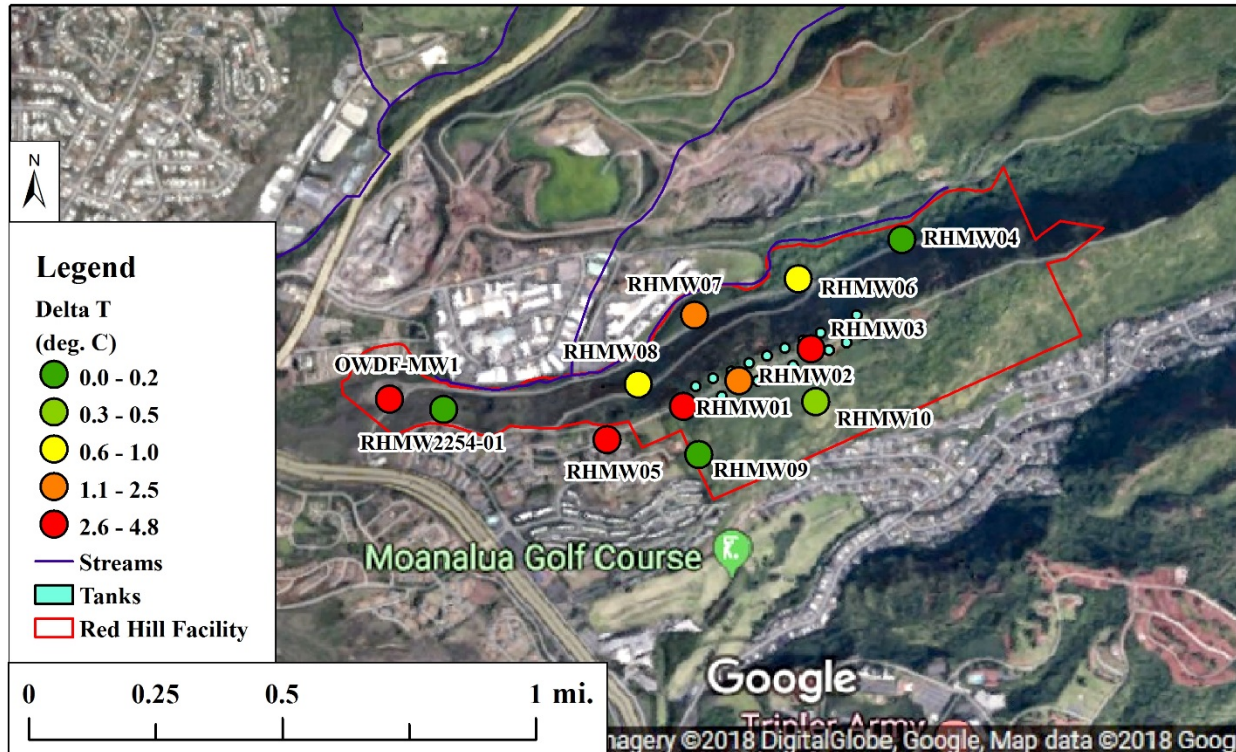 N
RHMW04
RHMW07
RHMW06
RHMW03
RHMW08
OWDF-MW1
RHMW02
RHMW01
RHMW10
RHMW2254-01
RHMW05
RHMW09
Moanalua Golf Course
Legend
Delta T
(deg. C)
0.0 - 0.2
0.3 - 0.5
0.6 - 1.0
1.1 - 2.5
2.6 - 4.8
Streams
Tanks
Red Hill Facility
0 0.25 0.5 1 mi.
Google
Tripler Army
nagery ©2018 DigitalGlobe, Google, Map data ©2018 Googl